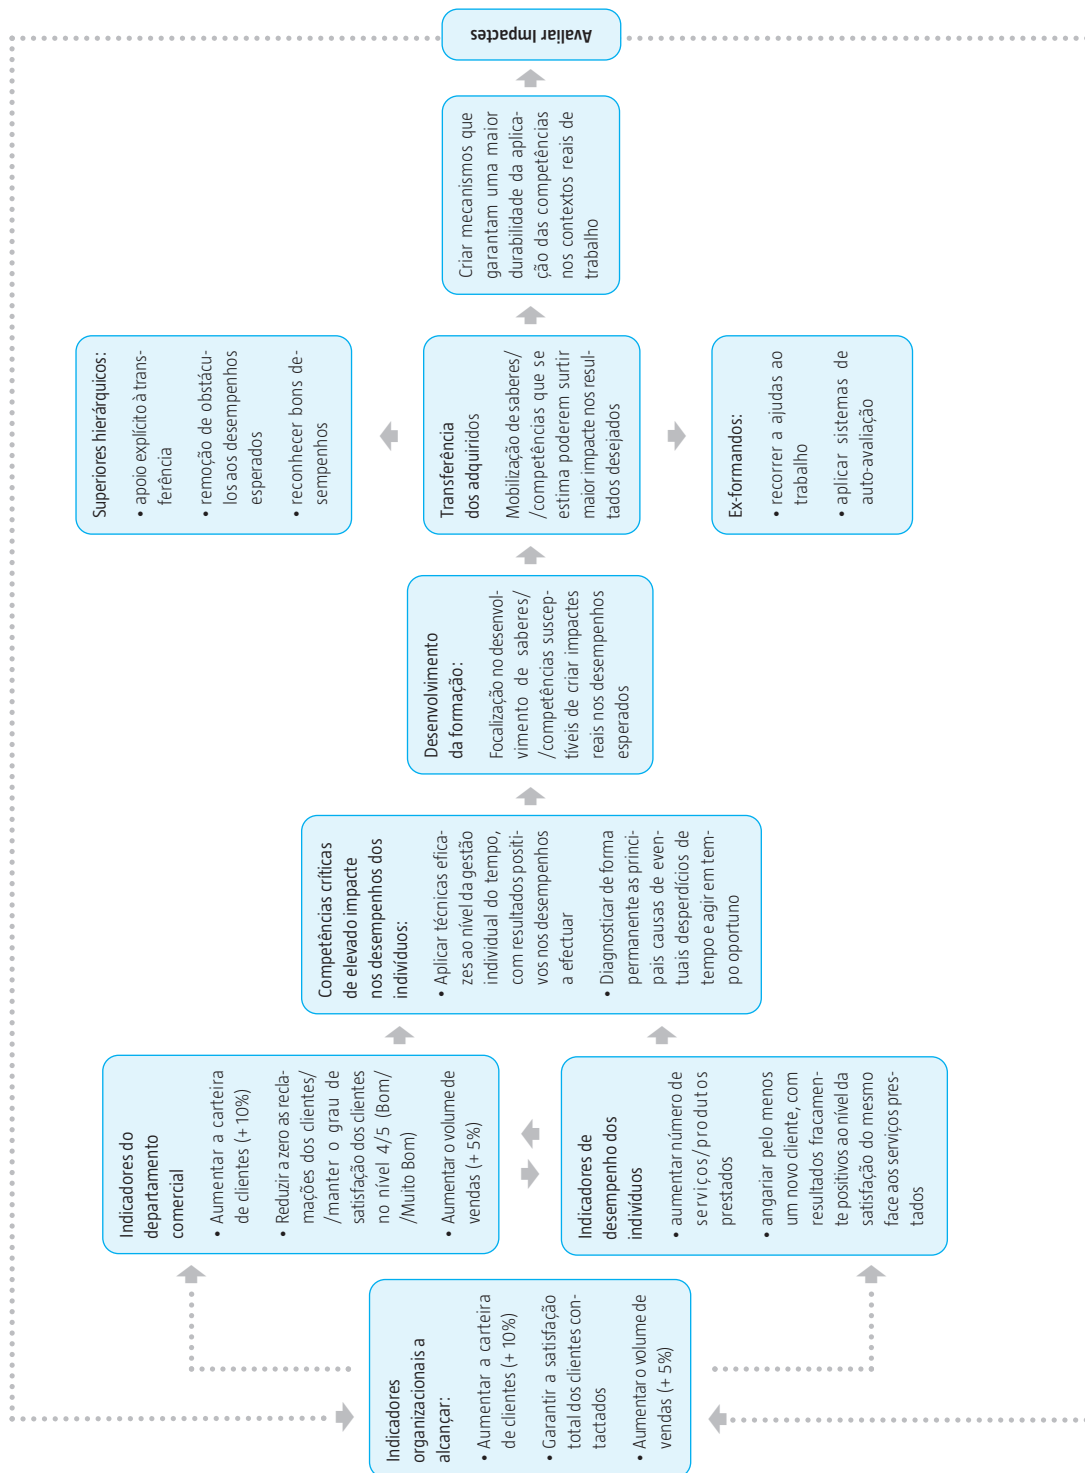 Indicadores
organizacionais a
alcançar:
• Aumentar a carteira
de clientes (+ 10%)
• Garantir a satisfação
total dos clientes con-
tactados
• Aumentar o volume de
vendas (+ 5%)
Indicadores do
departamento
comercial
• Aumentar a carteira
de clientes (+ 10%)
• Reduzir a zero as recla-
mações dos clientes/
/manter o grau de
satisfação dos clientes
no nível 4/5 (Bom/
/Muito Bom)
• Aumentar o volume de
vendas (+ 5%)
Indicadores de
desempenho dos
indivíduos
• aumentar número de
serviços/produtos
prestados
• angariar pelo menos
um novo cliente, com
resultados fracamen-
te positivos ao nível da
satisfação do mesmo
face aos serviços pres-
tados
Competências críticas
de elevado impacte
nos desempenhos dos
indivíduos:
• Aplicar técnicas efica-
zes ao nível da gestão
individual do tempo,
com resultados positi-
vos nos desempenhos
a efectuar
• Diagnosticar de forma
permanente as princi-
pais causas de even-
tuais desperdícios de
tempo e agir em tem-
po oportuno
Desenvolvimento
da formação:
Focalização no desenvol-
vimento de saberes/
/competências suscep-
tíveis de criar impactes
reais nos desempenhos
esperados
Superiores hierárquicos:
• apoio explícito à trans-
ferência
• remoção de obstácu-
los aos desempenhos
esperados
• reconhecer bons de-
sempenhos
Transferência
dos adquiridos
Mobilização de saberes/
/competências que se
estima poderem surtir
maior impacte nos resul-
tados desejados
Ex-formandos:
• recorrer a ajudas ao
trabalho
• aplicar sistemas de
auto-avaliação
Criar mecanismos que
garantam uma maior
durabilidade da aplica-
ção das competências
nos contextos reais de
trabalho
Avaliar Impactes